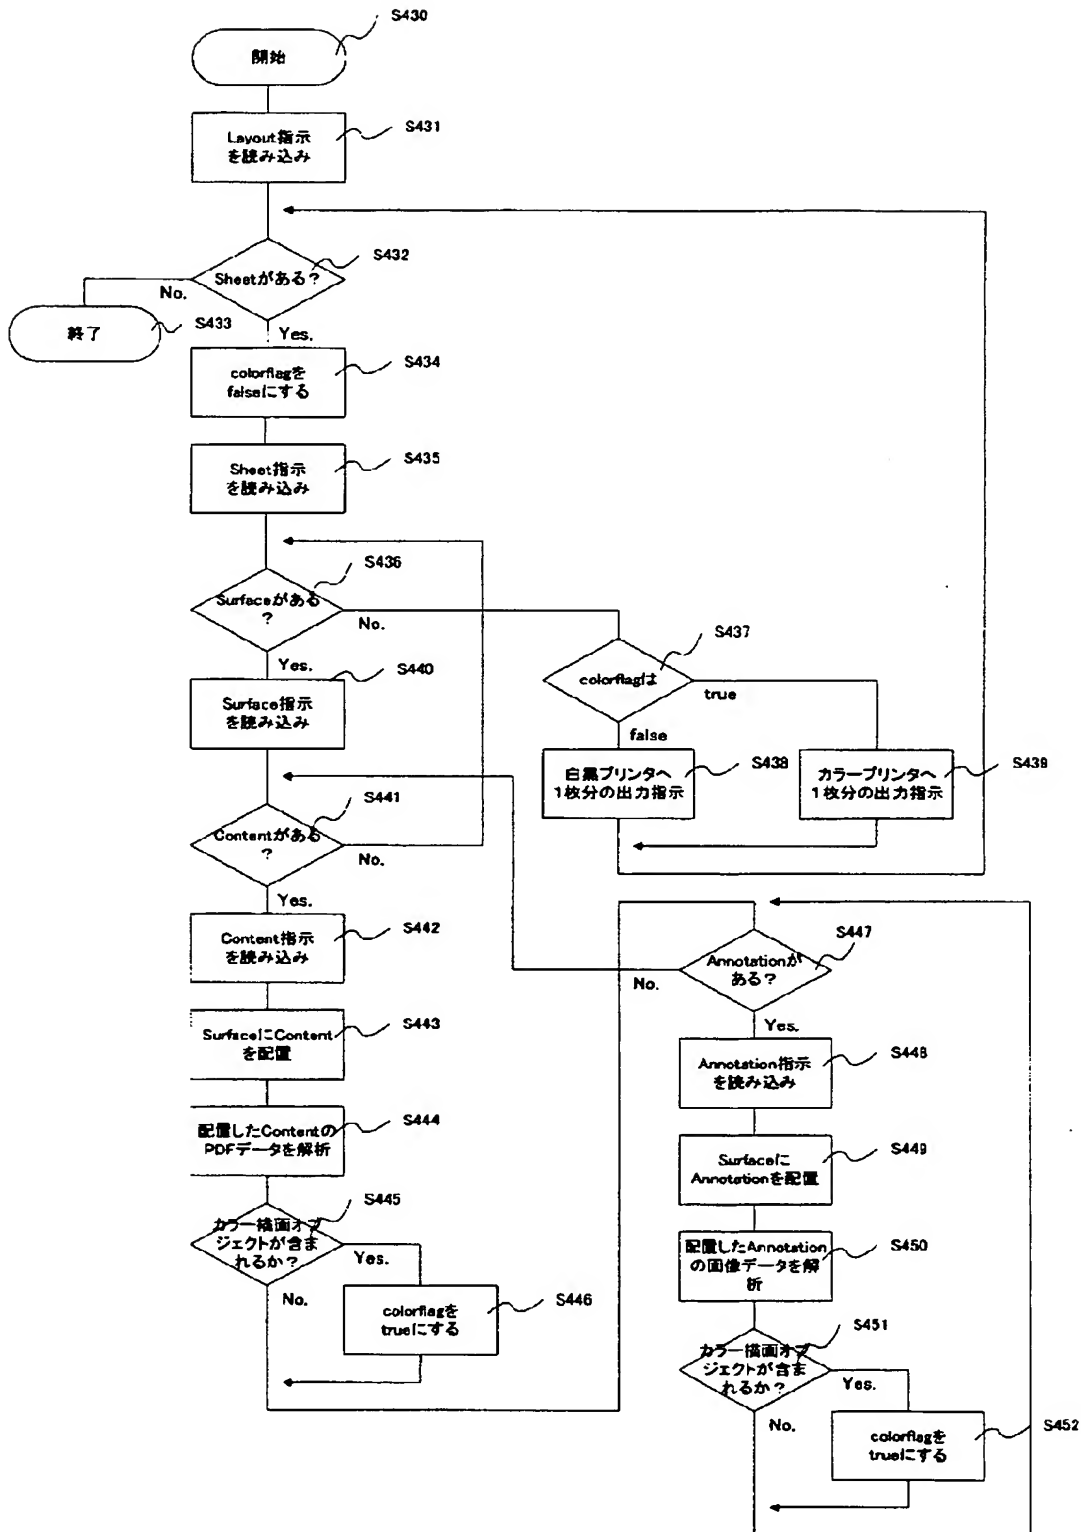 S430
開始
S431
Layout指示
を読み込み
S432
Sheetがある?
No.
S433
終了
Yes.
S434
colorflagを
falseにする
S435
Sheet指示
を読み込み
S436
Surfaceがある
?
No.
Yes.
S437
colorflagは
true
false
S440
Surface指示
を読み込み
S438
白黒プリンタへ
1枚分の出力指示
S439
カラープリンタへ
1枚分の出力指示
S441
Contentがある
?
No.
Yes.
S442
Content指示
を読み込み
S443
SurfaceにContent
を配置
S444
配置したContentの
PDFデータを解析
S445
カラー描画オブ
ジェクトが含ま
れるか?
Yes.
No.
S446
colorflagを
trueにする
S447
Annotationが
ある?
No.
Yes.
S448
Annotation指示
を読み込み
S449
Surfaceに
Annotationを配置
S450
配置したAnnotation
の画像データを解
析
S451
カラー描画オブ
ジェクトが含ま
れるか?
Yes.
No.
S452
colorflagを
trueにする